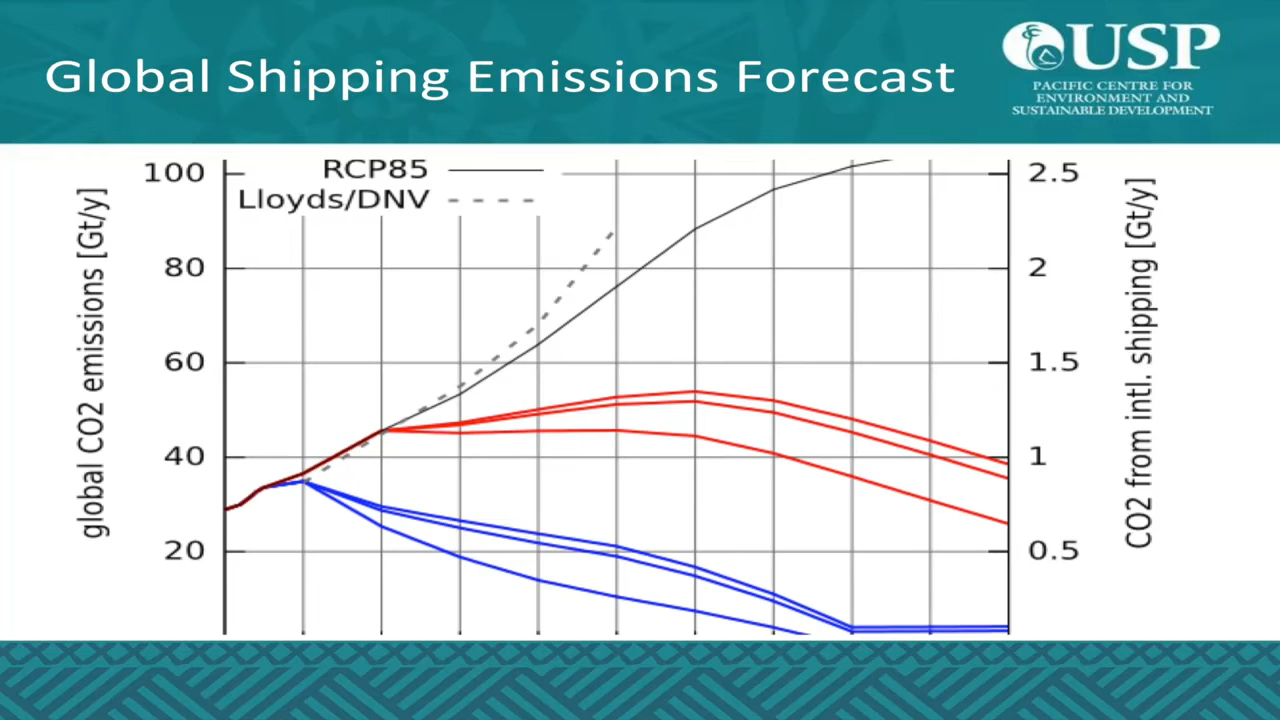 Global Shipping Emissions Forecast
USP
PACIFIC CENTRE FOR
ENVIRONMENT AND
SUSTAINABLE DEVELOPMENT
RCP85
Lloyds/DNV
global CO2 emissions [Gt/y]
100
80
60
40
20
2.5
2
1.5
1
0.5
CO2 from intl. shipping [Gt/y]